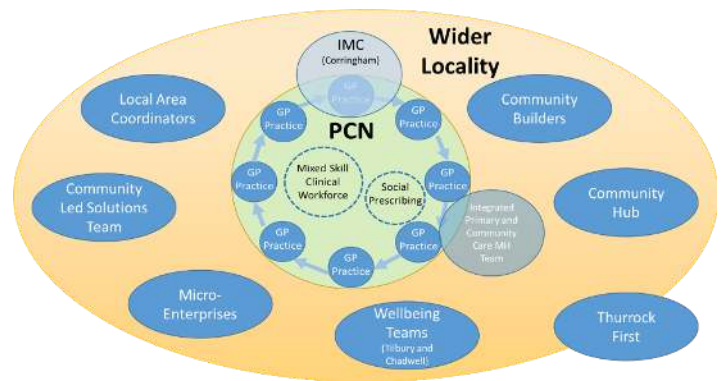 IMC
(Corringham)
Wider
Locality
Local Area
Coordinators
Community
Builders
GP
Practice
GP
Practice
GP
Practice
PCN
GP
Practice
GP
Practice
Mixed Skill
Clinical
Workforce
Social
Prescribing
Community
Led Solutions
Team
Community
Hub
Integrated
Primary and
Community
Care MH
Team
GP
Practice
GP
Practice
GP
Practice
Micro-
Enterprises
Wellbeing
Teams
(Tilbury and
Chadwell)
Thurrock
First